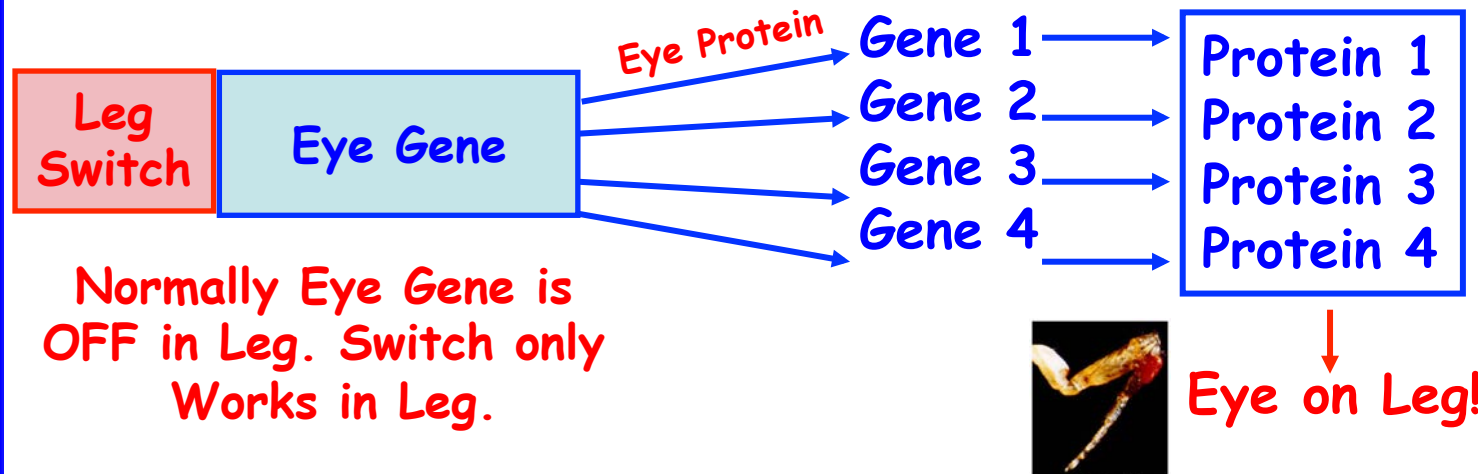 Leg
Switch
Eye Gene
Eye Protein
Gene 1
Gene 2
Gene 3
Gene 4
Protein 1
Protein 2
Protein 3
Protein 4
Normally Eye Gene is
OFF in Leg. Switch only
Works in Leg.
Eye on Leg!